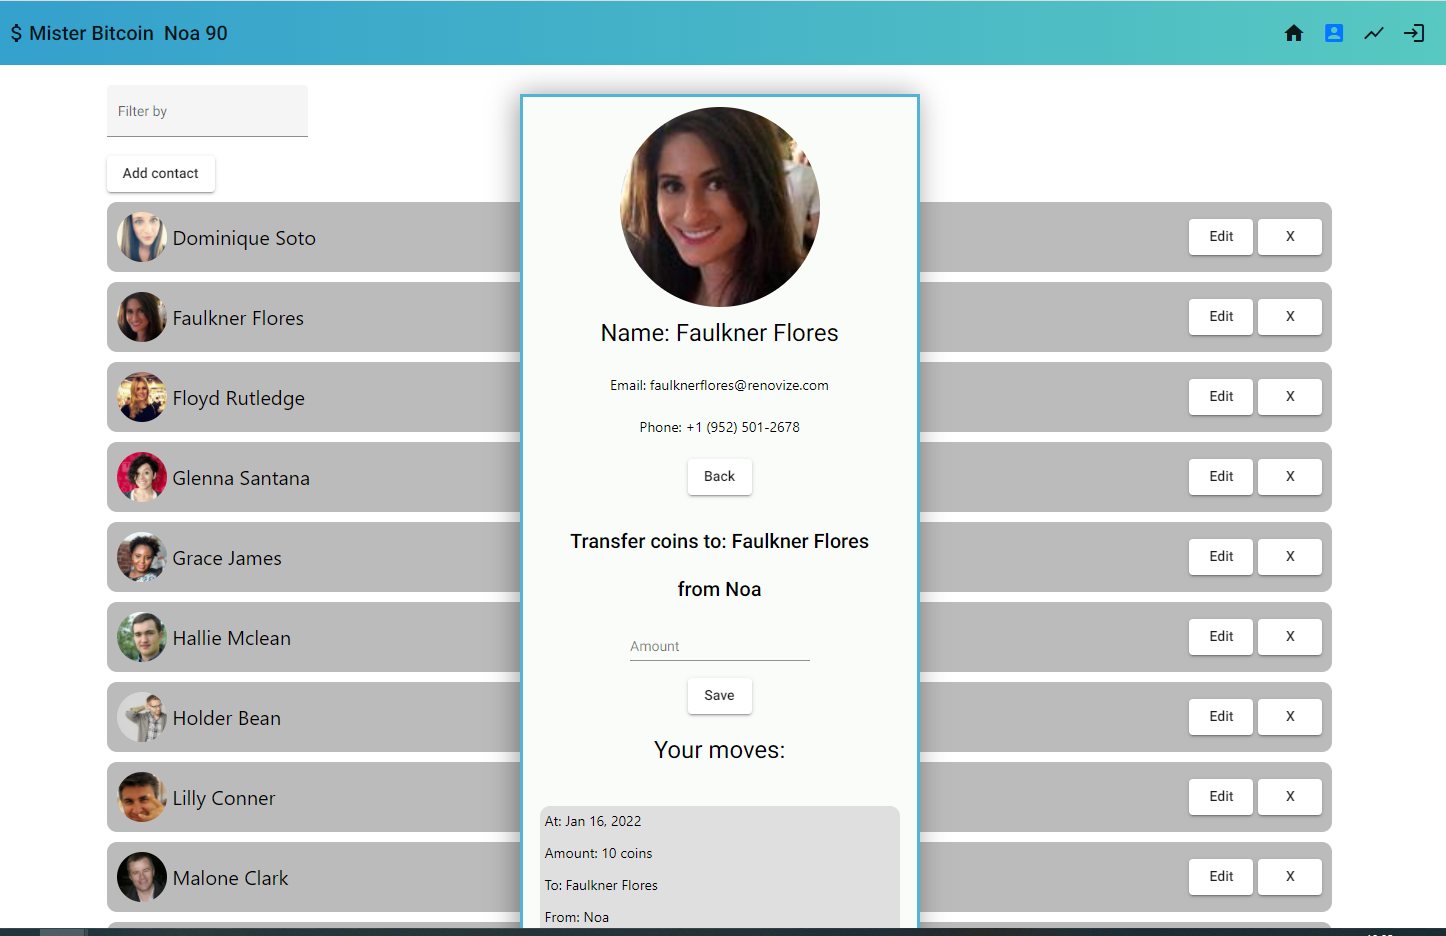 $ Mister Bitcoin Noa 90
Filter by
Add contact
Dominique Soto
Edit X
Faulkner Flores
Edit X
Floyd Rutledge
Edit X
Glenna Santana
Edit X
Grace James
Edit X
Hallie Mclean
Edit X
Holder Bean
Edit X
Lilly Conner
Edit X
Malone Clark
Edit X
Name: Faulkner Flores
Email: faulknerflores@renovize.com
Phone: +1 (952) 501-2678
Back
Transfer coins to: Faulkner Flores
from Noa
Amount
Save
Your moves:
At: Jan 16, 2022
Amount: 10 coins
To: Faulkner Flores
From: Noa